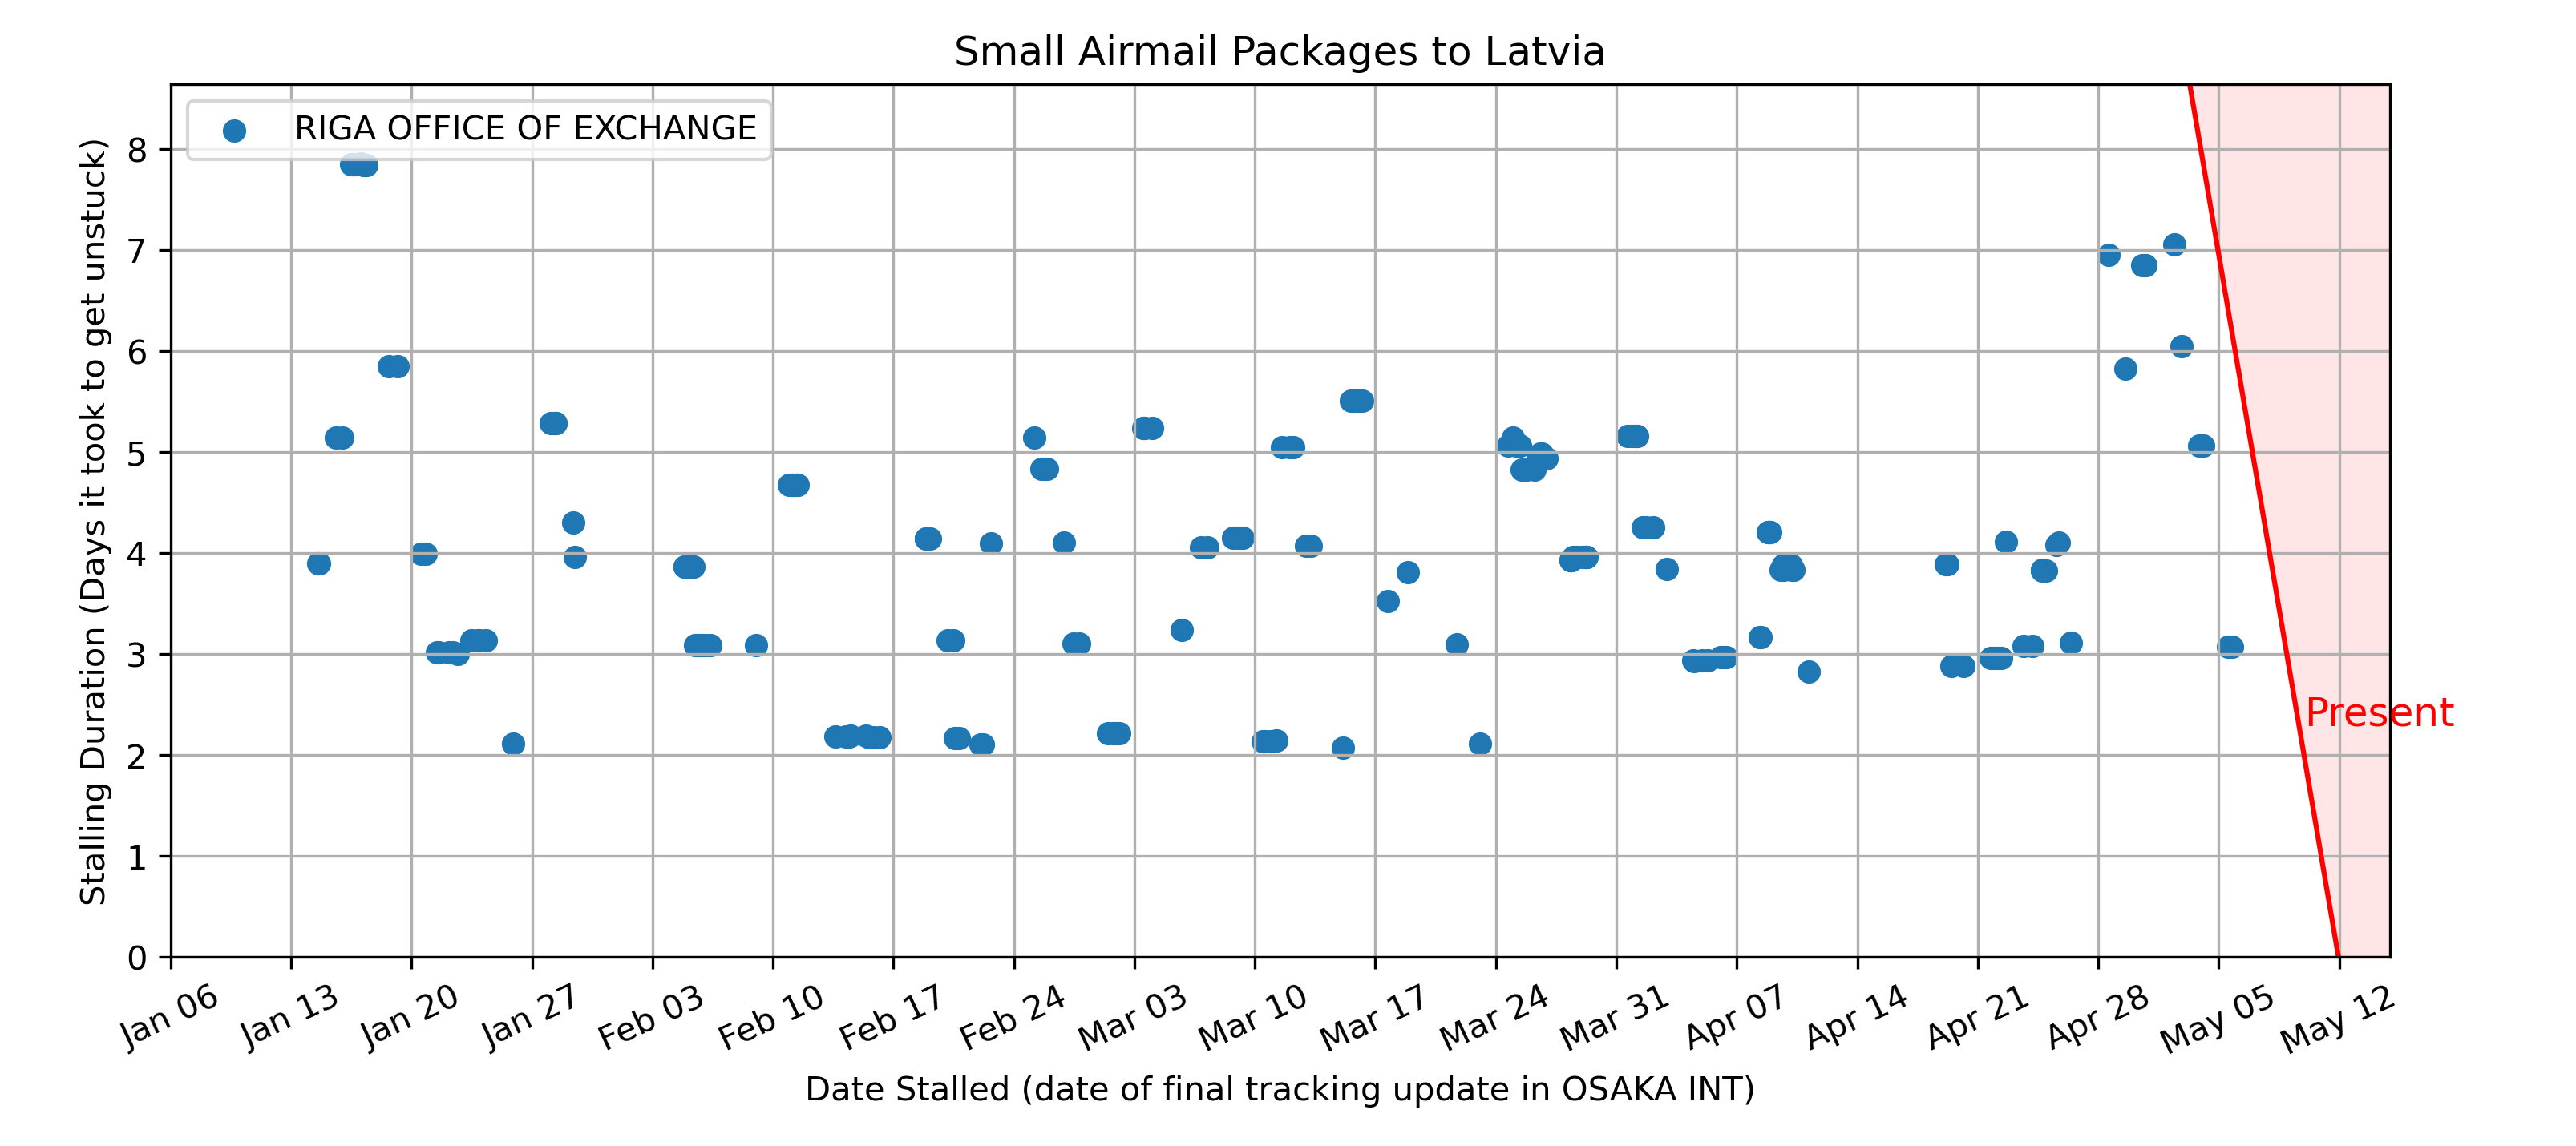 Small Airmail Packages to Latvia
RIGA OFFICE OF EXCHANGE
Stalling Duration (Days it took to get unstuck)
8
7
6
5
4
3
2
1
0
Present
Jan 06
Jan 13
Jan 20
Jan 27
Feb 03
Feb 10
Feb 17
Feb 24
Mar 03
Mar 10
Mar 17
Mar 24
Mar 31
Apr 07
Apr 14
Apr 21
Apr 28
May 05
May 12
Date Stalled (date of final tracking update in OSAKA INT)